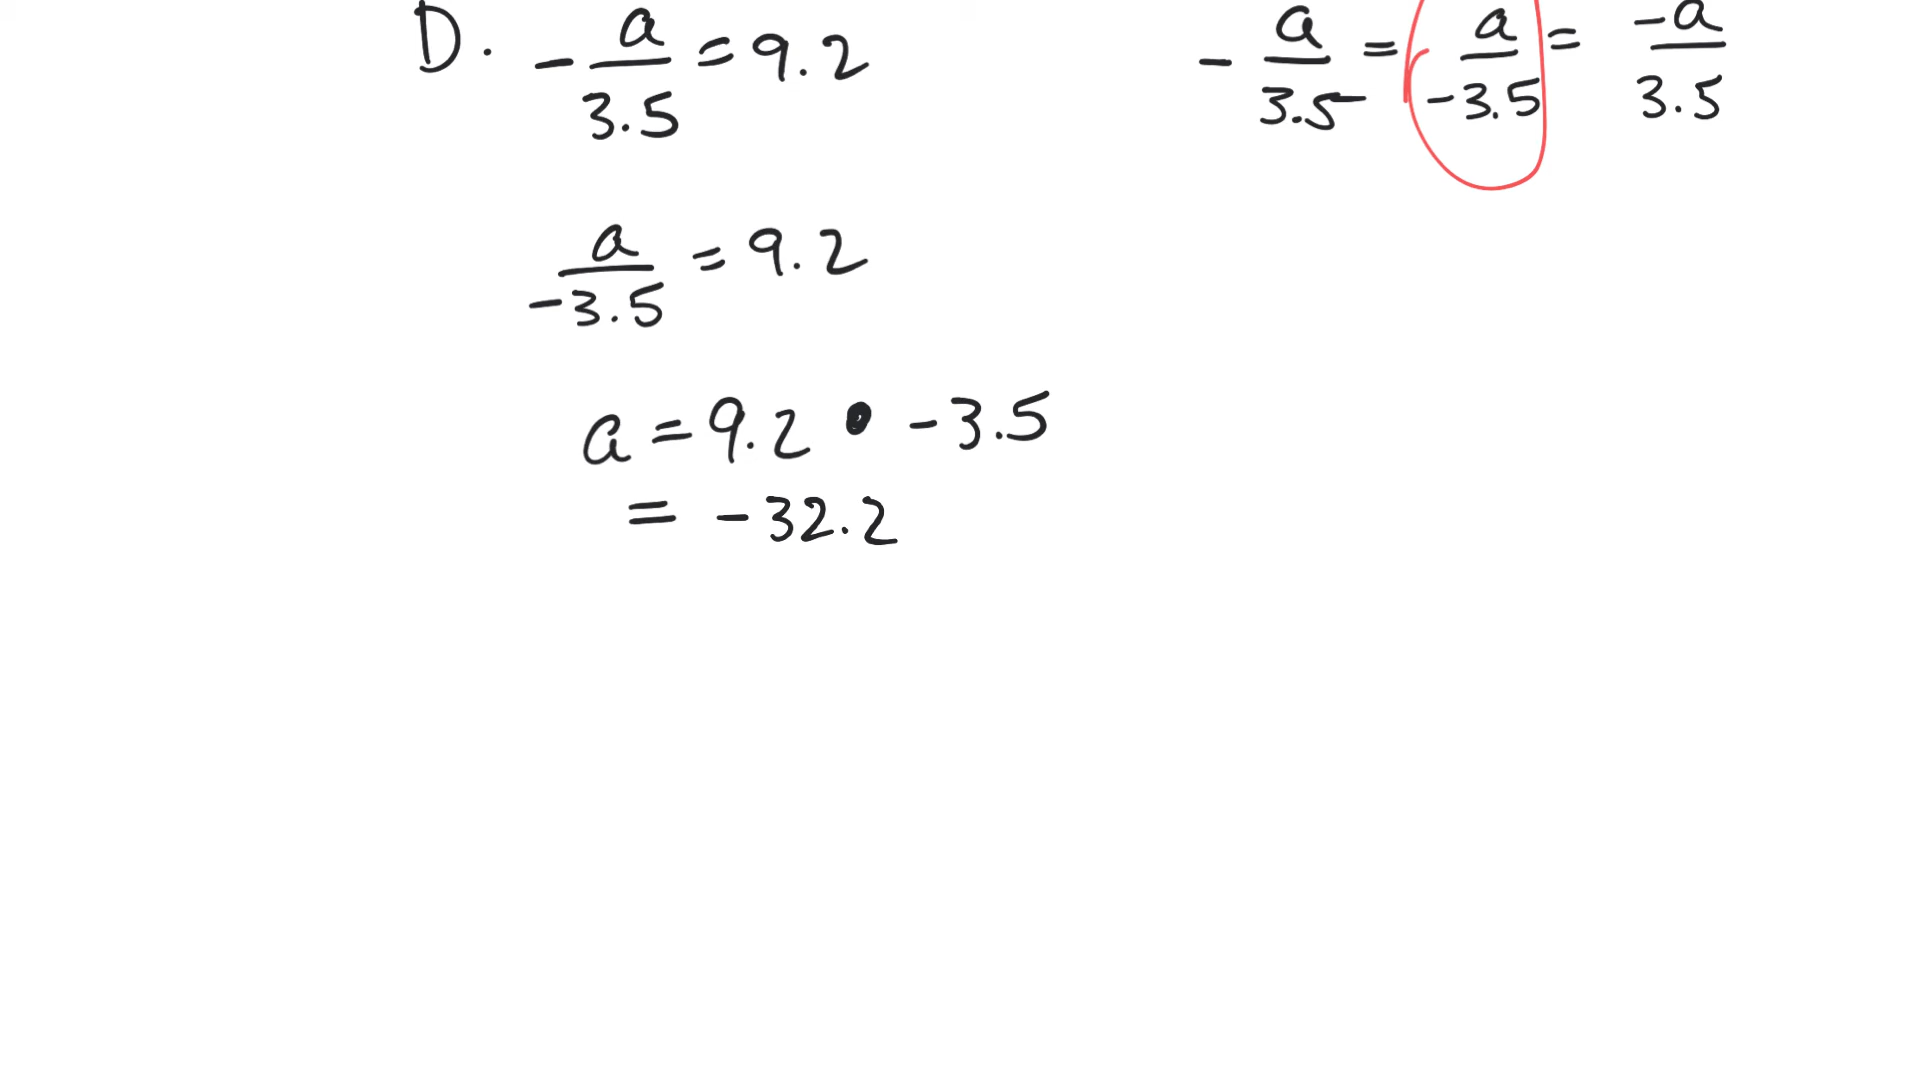 D. -a/3.5 = 9.2
-a/3.5 = a/-3.5 = -a/3.5
a/-3.5 = 9.2
a = 9.2 • -3.5
= -32.2